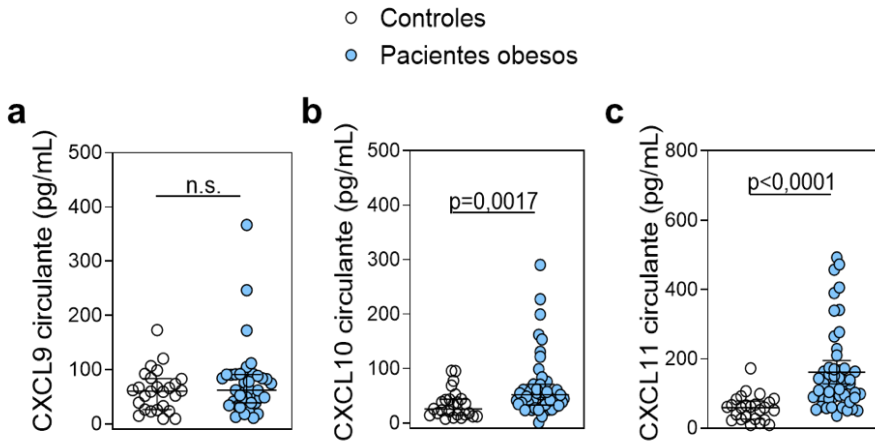 Controles
Pacientes obesos
a
CXCL9 circulante (pg/mL)
500
400
300
200
100
0
n.s.
b
CXCL10 circulante (pg/mL)
500
400
300
200
100
0
p=0,0017
c
CXCL11 circulante (pg/mL)
800
600
400
200
0
p<0,0001